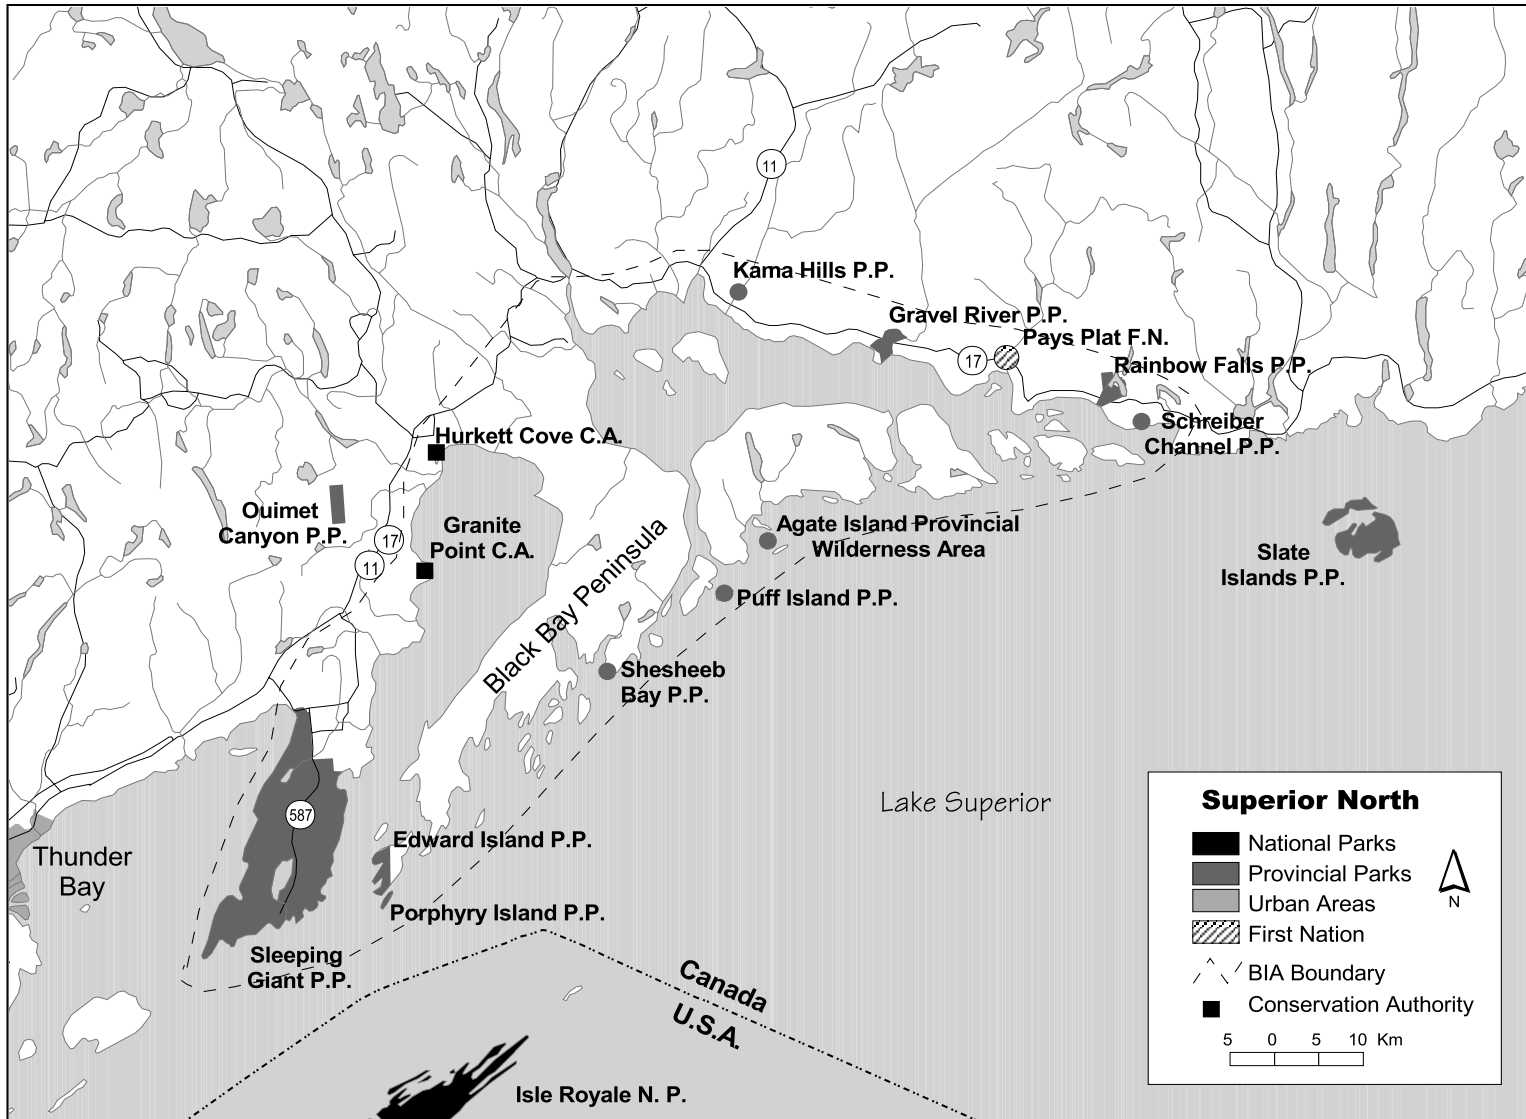 11
Kama Hills P.P.
Gravel River P.P.
Pays Plat F.N.
17
Rainbow Falls P.P.
Schreiber
Channel P.P.
Hurkett Cove C.A.
Ouimet
Canyon P.P.
Granite
Point C.A.
17
11
Black Bay Peninsula
Agate Island Provincial
Wilderness Area
Slate
Islands P.P.
Puff Island P.P.
Shesheeb
Bay P.P.
587
Lake Superior
Edward Island P.P.
Thunder
Bay
Porphyry Island P.P.
Sleeping
Giant P.P.
Canada
U.S.A.
Isle Royale N. P.
Superior North
National Parks
Provincial Parks
Urban Areas
First Nation
BIA Boundary
Conservation Authority
N
5 0 5 10 Km